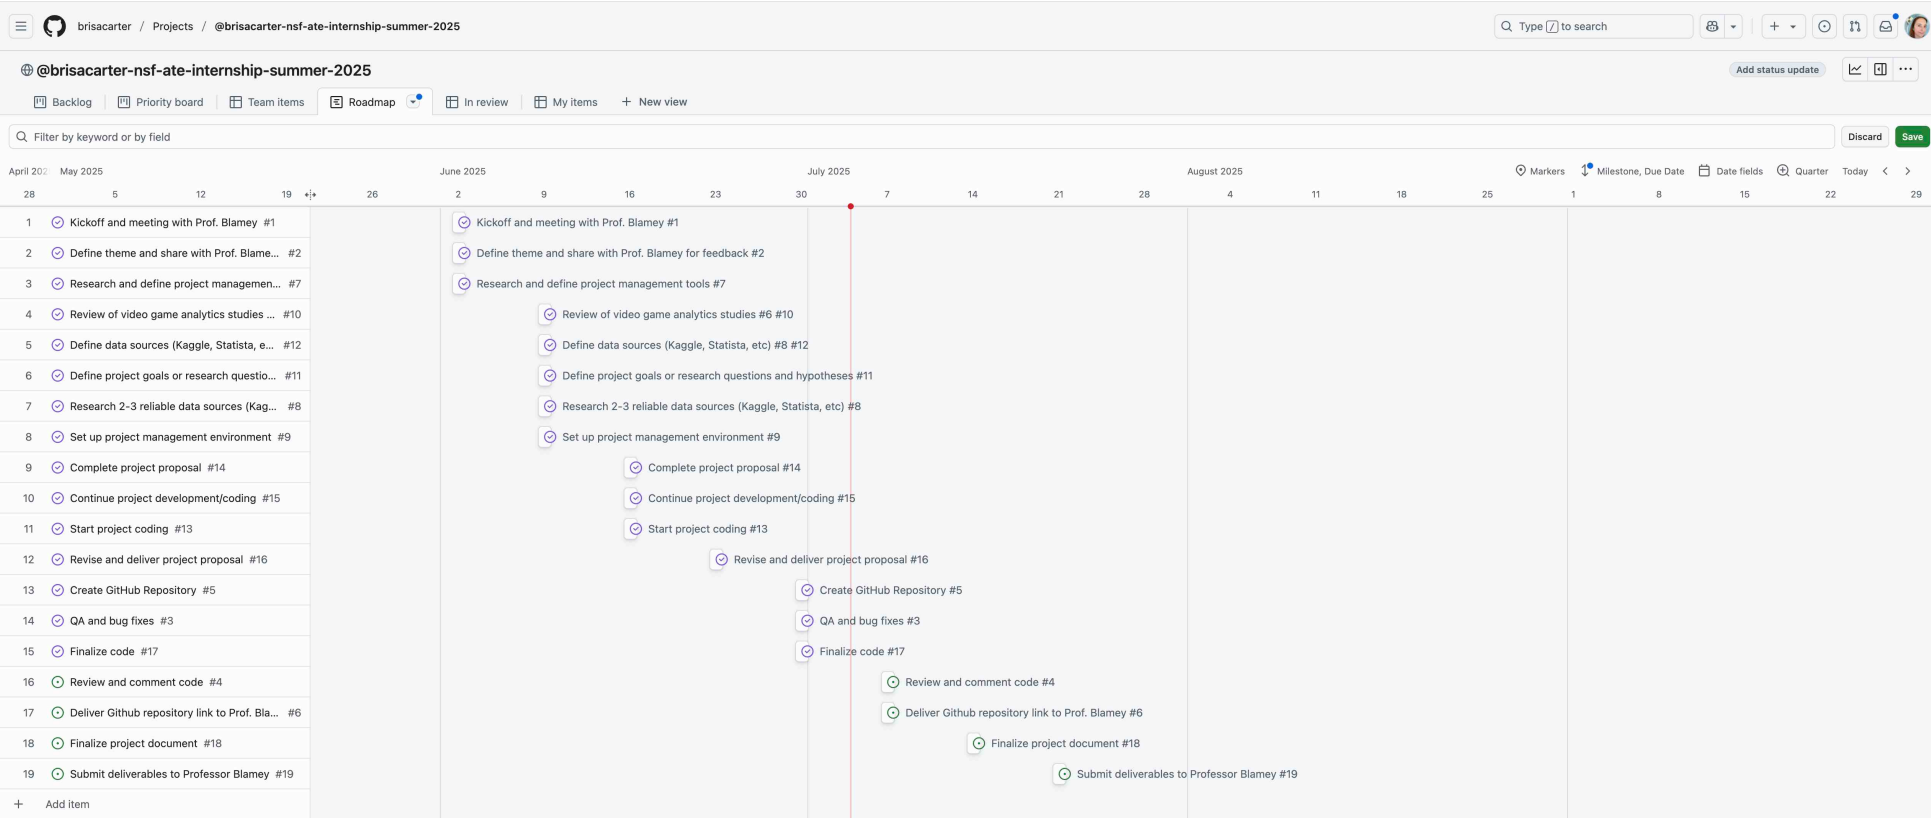 brisacarter / Projects / @brisacarter-nsf-ate-internship-summer-2025
Type / to search
@brisacarter-nsf-ate-internship-summer-2025
Add status update
Backlog Priority board Team items Roadmap In review My items + New view
Filter by keyword or by field
Discard Save
April 202 May 2025 June 2025 July 2025 August 2025 Markers Milestone, Due Date Date fields Quarter Today
28 5 12 19 26 2 9 16 23 30 7 14 21 28 4 11 18 25 1 8 15 22 29
1 Kickoff and meeting with Prof. Blamey #1 Kickoff and meeting with Prof. Blamey #1
2 Define theme and share with Prof. Blame... #2 Define theme and share with Prof. Blamey for feedback #2
3 Research and define project managemen... #7 Research and define project management tools #7
4 Review of video game analytics studies ... #10 Review of video game analytics studies #6 #10
5 Define data sources (Kaggle, Statista, e... #12 Define data sources (Kaggle, Statista, etc) #8 #12
6 Define project goals or research questio... #11 Define project goals or research questions and hypotheses #11
7 Research 2-3 reliable data sources (Kag... #8 Research 2-3 reliable data sources (Kaggle, Statista, etc) #8
8 Set up project management environment #9 Set up project management environment #9
9 Complete project proposal #14 Complete project proposal #14
10 Continue project development/coding #15 Continue project development/coding #15
11 Start project coding #13 Start project coding #13
12 Revise and deliver project proposal #16 Revise and deliver project proposal #16
13 Create GitHub Repository #5 Create GitHub Repository #5
14 QA and bug fixes #3 QA and bug fixes #3
15 Finalize code #17 Finalize code #17
16 Review and comment code #4 Review and comment code #4
17 Deliver Github repository link to Prof. Bla... #6 Deliver Github repository link to Prof. Blamey #6
18 Finalize project document #18 Finalize project document #18
19 Submit deliverables to Professor Blamey #19 Submit deliverables to Professor Blamey #19
+ Add item